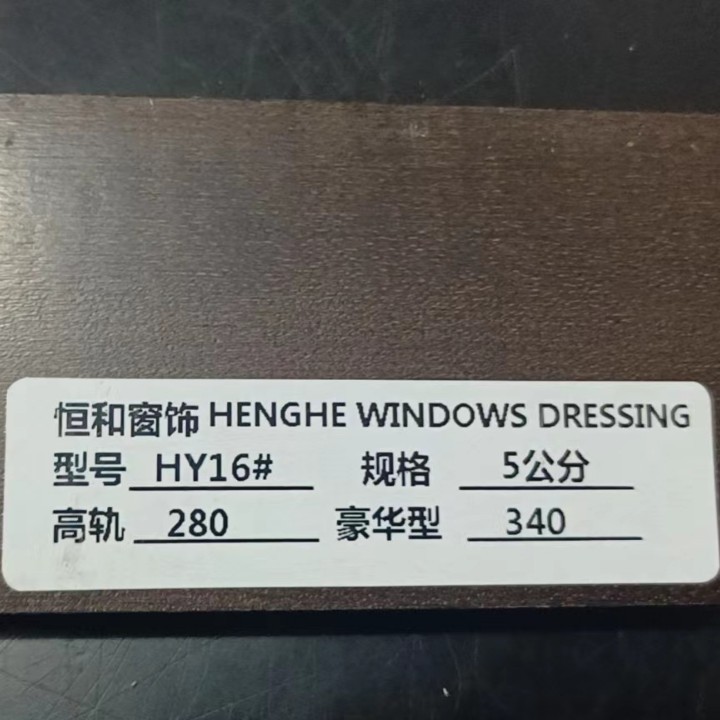 恒和窗饰 HENGHE WINDOWS DRESSING
型号 HY16# 规格 5公分
高轨 280 豪华型 340